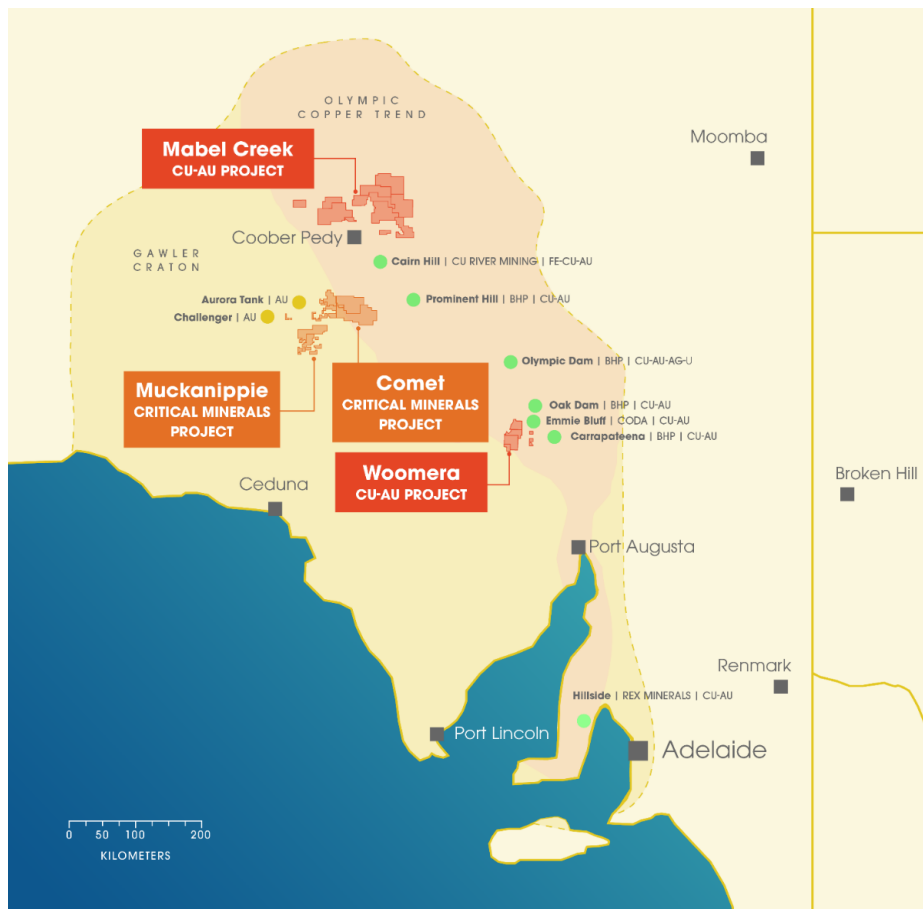 OLYMPIC
COPPER TREND
Moomba
Mabel Creek
CU-AU PROJECT
Coober Pedy
GAWLER
CRATON
Cairn Hill | CU RIVER MINING | FE-CU-AU
Aurora Tank | AU
Prominent Hill | BHP | CU-AU
Challenger | AU
Olympic Dam | BHP | CU-AU-AG-U
Muckanippie
CRITICAL MINERALS
PROJECT
Comet
CRITICAL MINERALS
PROJECT
Oak Dam | BHP | CU-AU
Emmie Bluff | CODA | CU-AU
Carrapateena | BHP | CU-AU
Woomera
CU-AU PROJECT
Broken Hill
Ceduna
Port Augusta
Renmark
Hillside | REX MINERALS | CU-AU
Port Lincoln
Adelaide
0 50 100 200
KILOMETERS